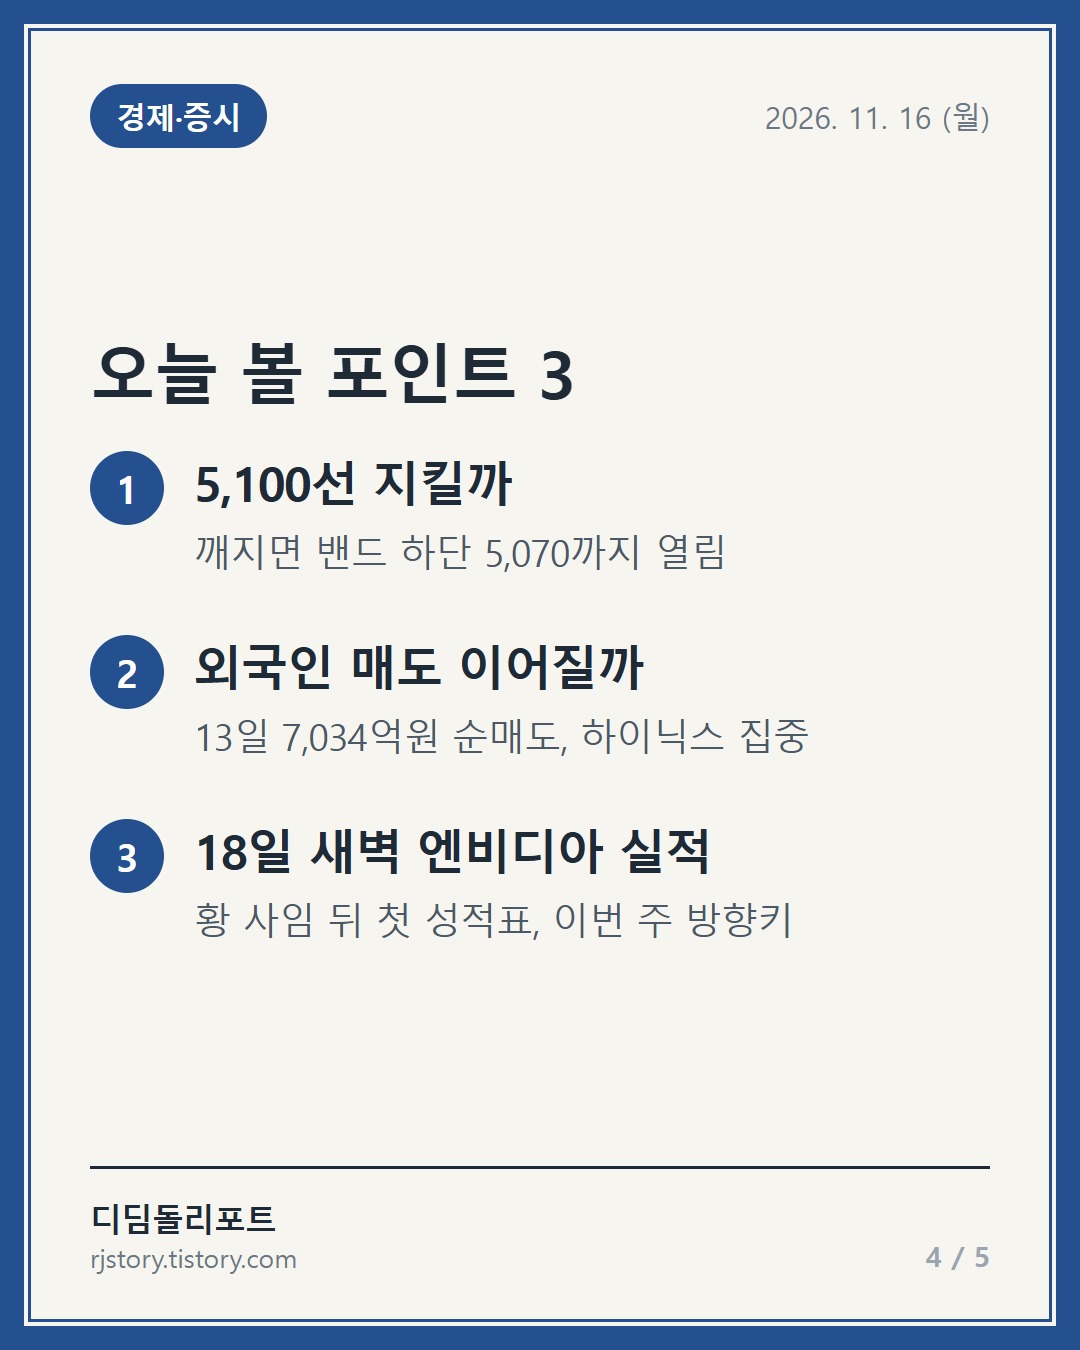 경제·증시
2026. 11. 16 (월)
오늘 볼 포인트 3
1
5,100선 지킬까
깨지면 밴드 하단 5,070까지 열림
2
외국인 매도 이어질까
13일 7,034억원 순매도, 하이닉스 집중
3
18일 새벽 엔비디아 실적
황 사임 뒤 첫 성적표, 이번 주 방향키
디딤돌리포트
rjstory.tistory.com
4 / 5